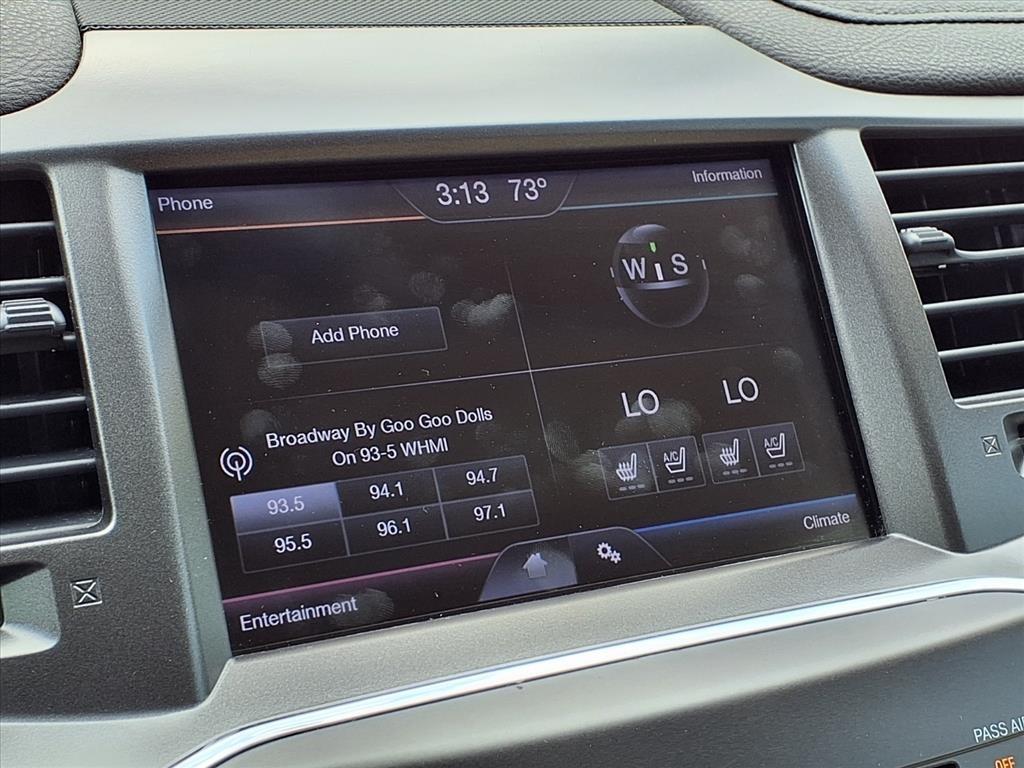 Phone
3:13 73°
Information
W S
Add Phone
LO LO
Broadway By Goo Goo Dolls
On 93-5 WHMI
93.5 94.1 94.7
95.5 96.1 97.1
A/C A/C
Entertainment
Climate
PASS AI
OFF